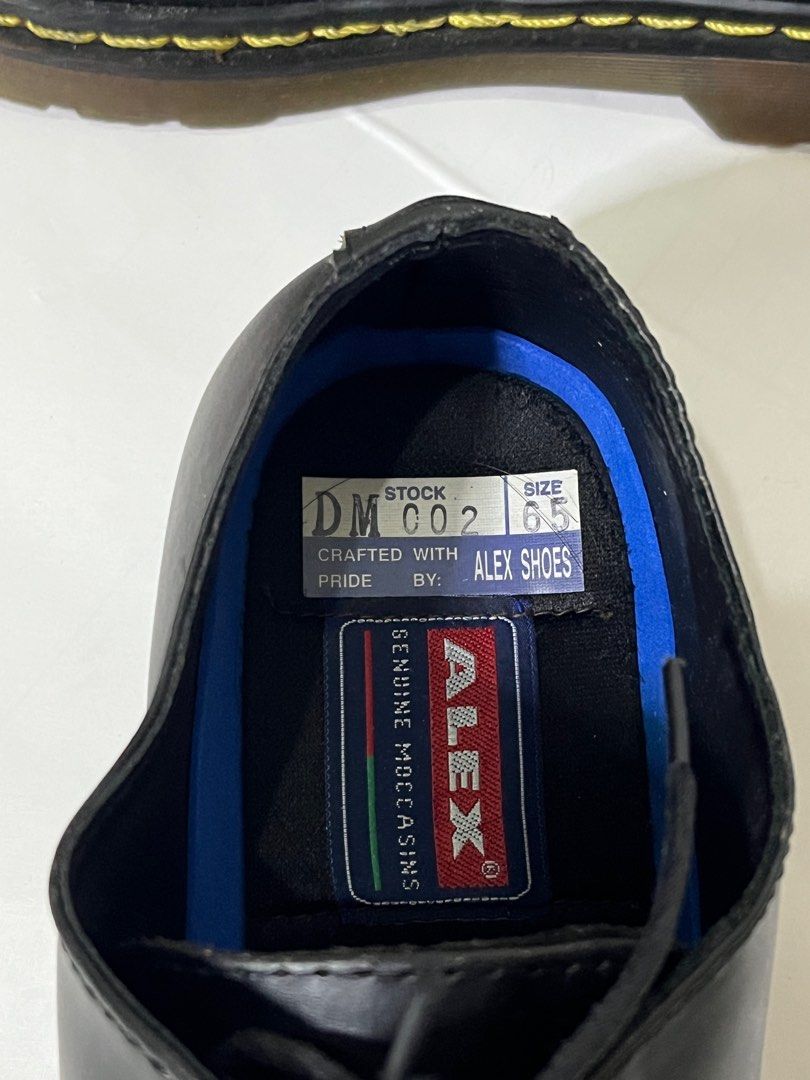 STOCK SIZE
DM 002 65
CRAFTED WITH
PRIDE BY: ALEX SHOES
ALEX®
GENUINE MOCCASINS